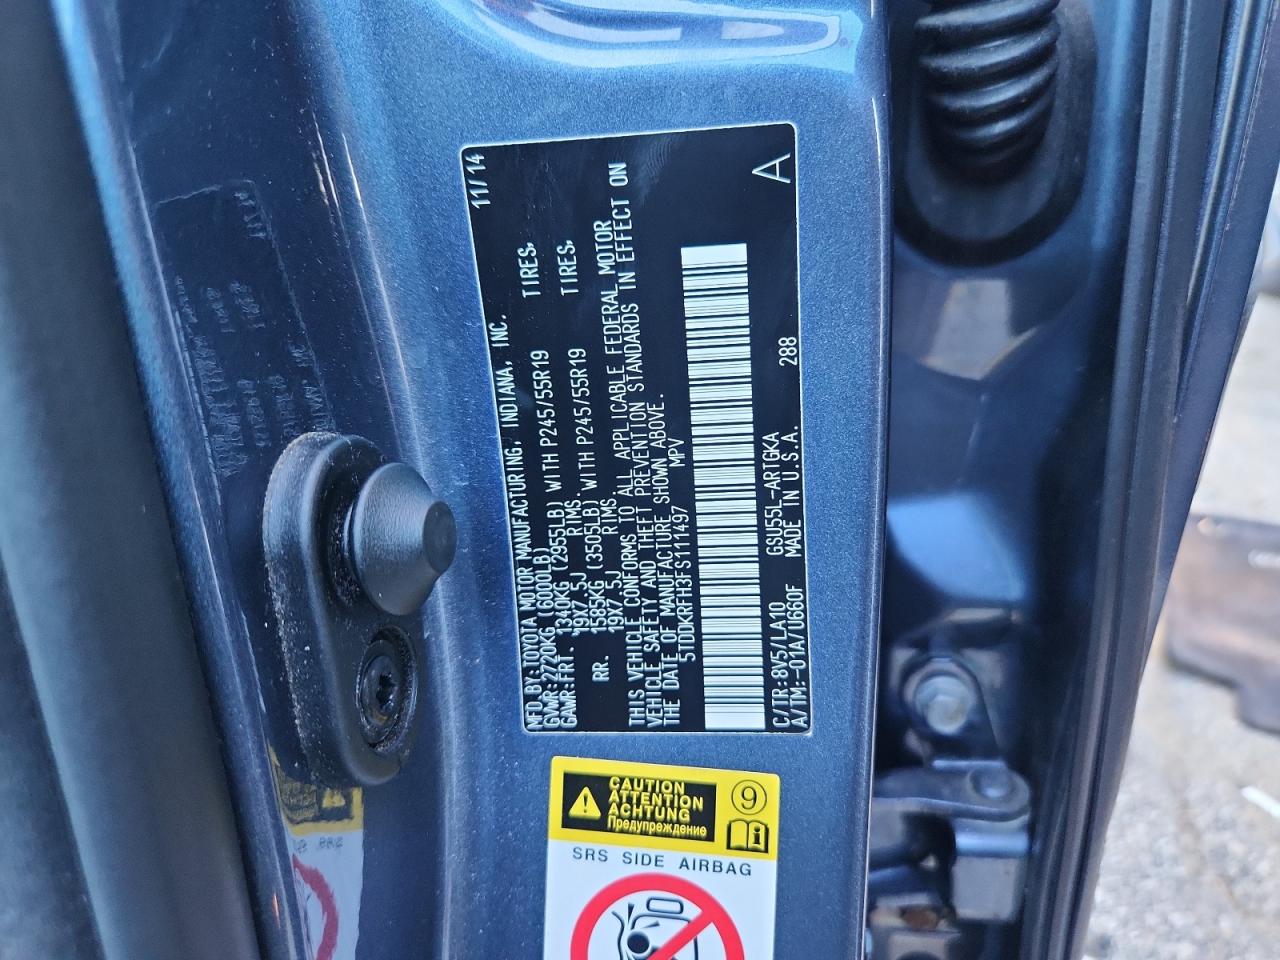 MFD.BY:TOYOTA MOTOR MANUFACTURING, INDIANA, INC. 11/14
GVWR:2720KG (6000LB)
GAWR:FRT. 1340KG (2955LB) WITH P245/55R19 TIRES,
19X7.5J RIMS.
RR. 1585KG (3505LB) WITH P245/55R19 TIRES,
19X7.5J RIMS.
THIS VEHICLE CONFORMS TO ALL APPLICABLE FEDERAL MOTOR
VEHICLE SAFETY AND THEFT PREVENTION STANDARDS IN EFFECT ON
THE DATE OF MANUFACTURE SHOWN ABOVE.
5TDDKRFH3FS111497 MPV
C/TR:8V5/LA10 GSU55L-ARTGKA
A/TM:-01A/U660F MADE IN U.S.A. 288 A
CAUTION
ATTENTION
ACHTUNG
Предупреждение
9
i
SRS SIDE AIRBAG